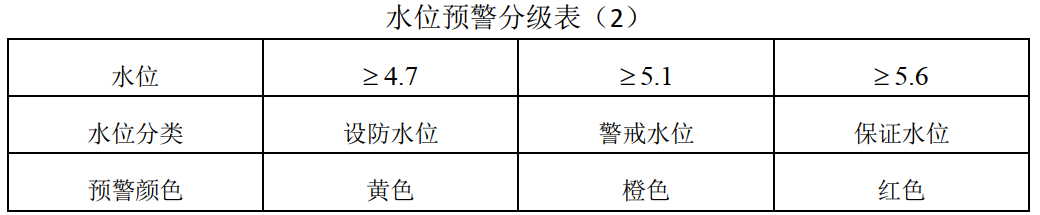 水位预警分级表（2）
水位 ≥4.7 ≥5.1 ≥5.6
水位分类 设防水位 警戒水位 保证水位
预警颜色 黄色 橙色 红色